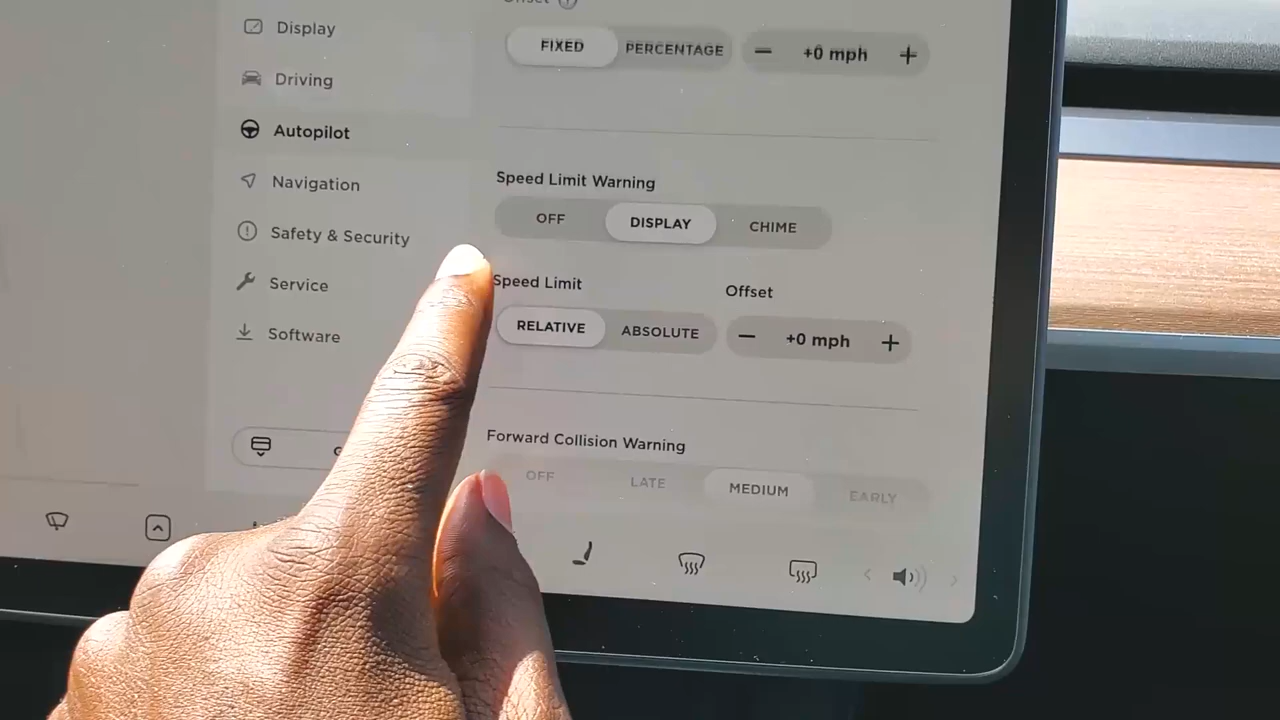 Display
Offset
FIXED PERCENTAGE +0 mph
Driving
Autopilot
Speed Limit Warning
Navigation
OFF DISPLAY CHIME
Safety & Security
Speed Limit Offset
Service
RELATIVE ABSOLUTE +0 mph
Software
Forward Collision Warning
OFF LATE MEDIUM EARLY